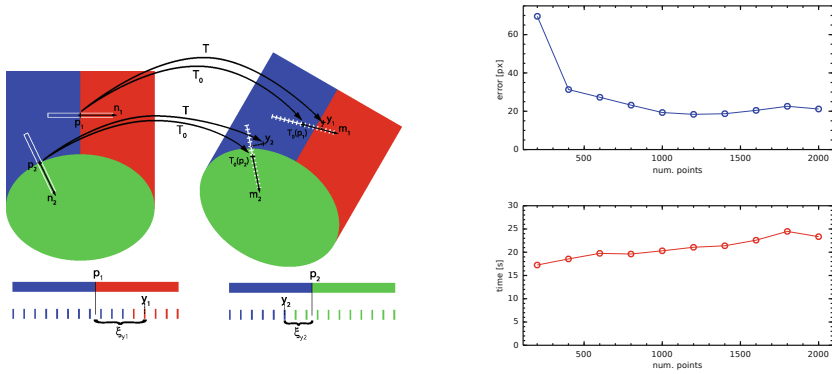 T
T₀
n₁
p₁
T
T₀
y₁
T₀(p₁)
m₁
y₂
T₀(p₂)
p₂
n₂
m₂
p₁
y₁
ξy1
p₂
y₂
ξy2
80
60
40
20
0
error [px]
500
1000
1500
2000
num. points
30
25
20
15
10
5
0
time [s]
500
1000
1500
2000
num. points